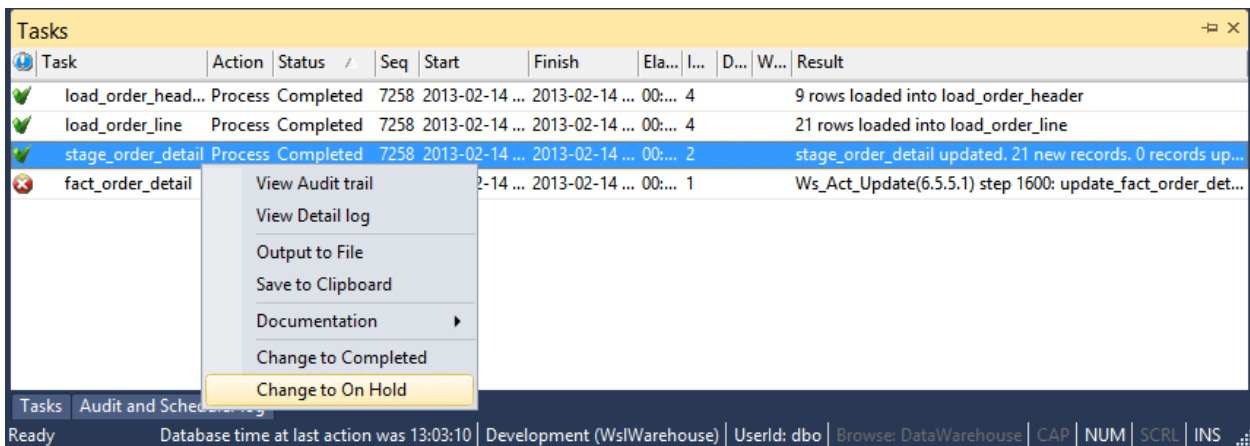 Tasks
Task Action Status Seq Start Finish Ela... I... D... W... Result
load_order_head... Process Completed 7258 2013-02-14 ... 2013-02-14 ... 00:... 4 9 rows loaded into load_order_header
load_order_line Process Completed 7258 2013-02-14 ... 2013-02-14 ... 00:... 4 21 rows loaded into load_order_line
stage_order_detail Process Completed 7258 2013-02-14 ... 2013-02-14 ... 00:... 2 stage_order_detail updated. 21 new records. 0 records up...
fact_order_detail 2-14 ... 2013-02-14 ... 00:... 1 Ws_Act_Update(6.5.5.1) step 1600: update_fact_order_det...
View Audit trail
View Detail log
Output to File
Save to Clipboard
Documentation
Change to Completed
Change to On Hold
Tasks Audit and
Ready Database time at last action was 13:03:10 Development (WslWarehouse) UserId: dbo Browse: DataWarehouse CAP NUM SCRL INS